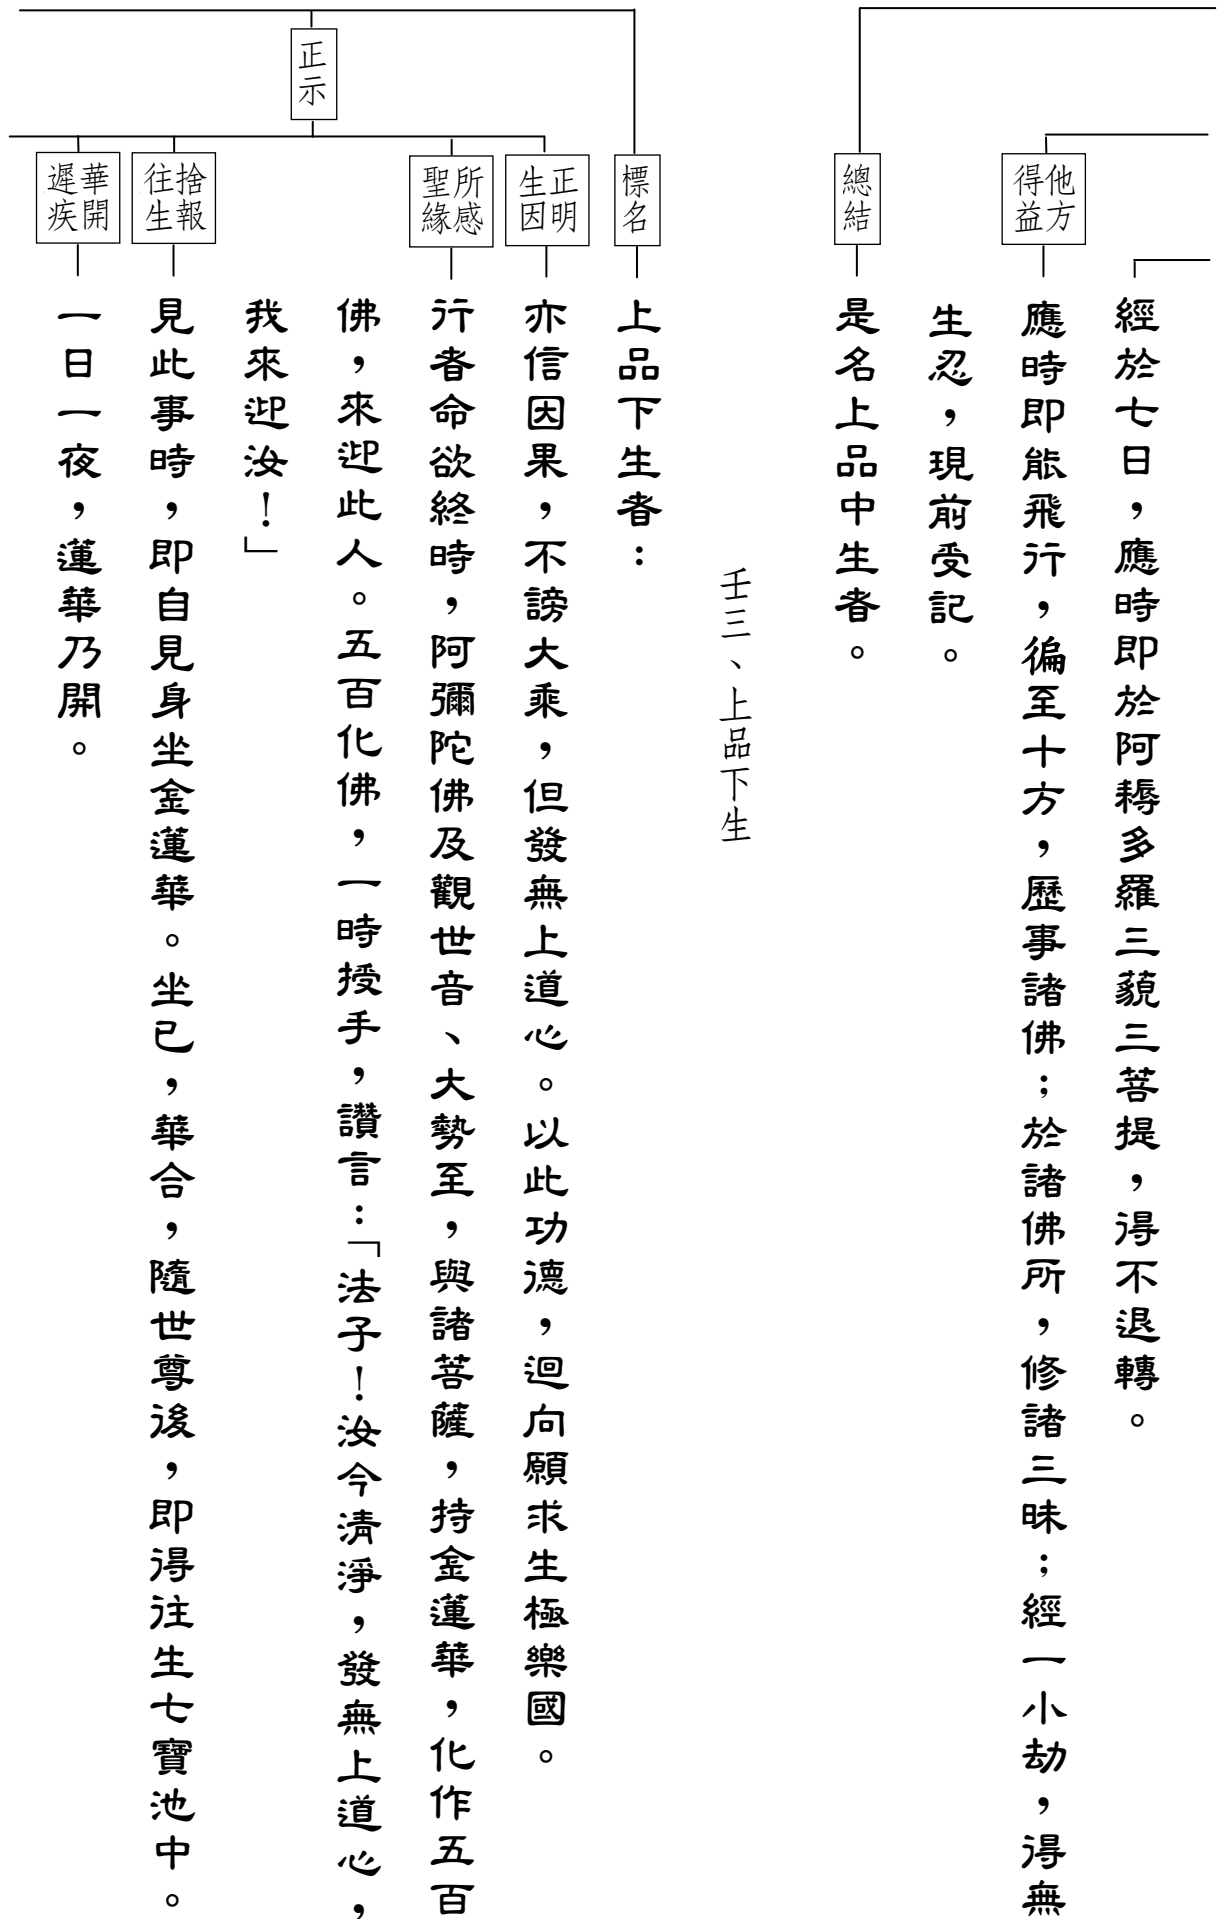 經於七日，應時即於阿耨多羅三藐三菩提，得不退轉。
他方得益
應時即能飛行，徧至十方，歷事諸佛；於諸佛所，修諸三昧；經一小劫，得無
生忍，現前受記。
總結
是名上品中生者。
壬三、上品下生
標名
上品下生者：
正示
正明生因
亦信因果，不謗大乘，但發無上道心。以此功德，迴向願求生極樂國。
所感聖緣
行者命欲終時，阿彌陀佛及觀世音、大勢至，與諸菩薩，持金蓮華，化作五百
佛，來迎此人。五百化佛，一時授手，讚言：「法子！汝今清淨，發無上道心，
我來迎汝！」
捨報往生
見此事時，即自見身坐金蓮華。坐已，華合，隨世尊後，即得往生七寶池中。
華開遲疾
一日一夜，蓮華乃開。